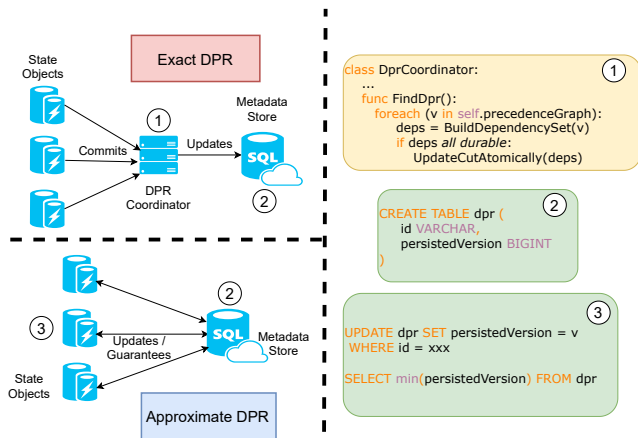 Exact DPR
State
Objects
1
Metadata
Store
Commits
Updates
SQL
DPR
Coordinator
2
2
SQL
3
Updates /
Guarantees
Metadata
Store
State
Objects
Approximate DPR
1
class DprCoordinator:
...
func FindDpr():
foreach (v in self.precedenceGraph):
deps = BuildDependencySet(v)
if deps all durable:
UpdateCutAtomically(deps)
2
CREATE TABLE dpr (
id VARCHAR,
persistedVersion BIGINT
)
3
UPDATE dpr SET persistedVersion = v
WHERE id = xxx
SELECT min(persistedVersion) FROM dpr